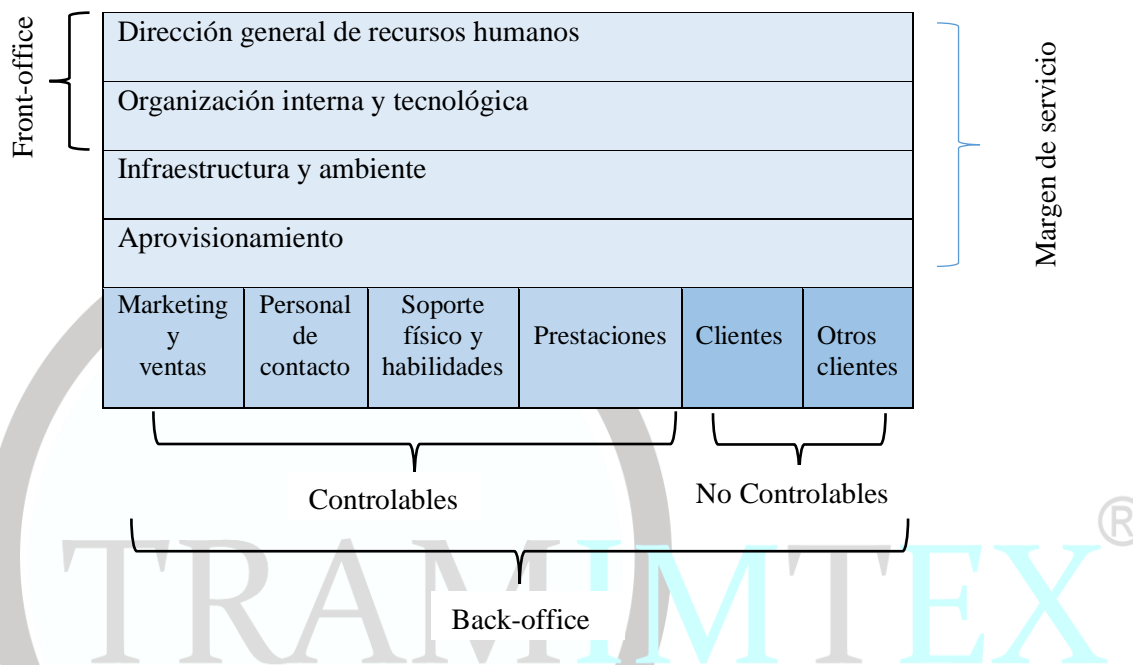 Front-office
Dirección general de recursos humanos
Organización interna y tecnológica
Infraestructura y ambiente
Aprovisionamiento
Margen de servicio
Marketing
y
ventas
Personal
de
contacto
Soporte
físico y
habilidades
Prestaciones
Clientes
Otros
clientes
Controlables
No Controlables
Back-office
TRAMIMTEX®